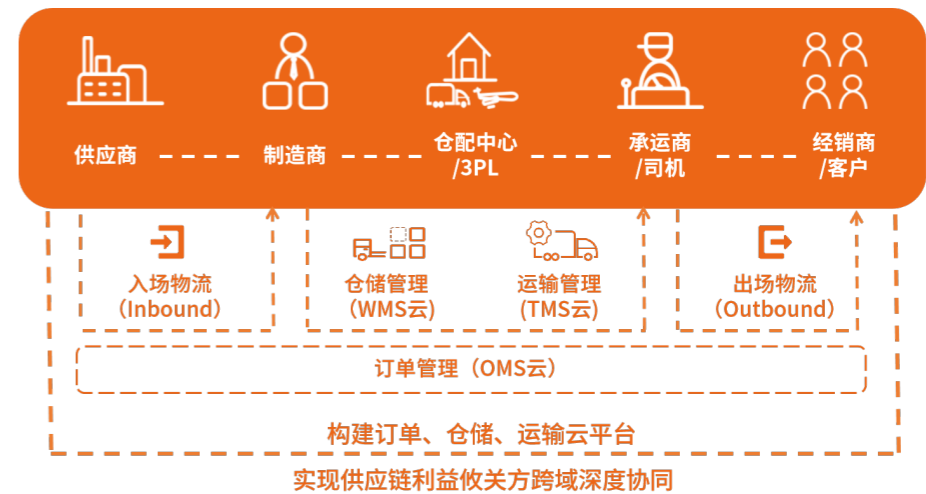 供应商
制造商
仓配中心
/3PL
承运商
/司机
经销商
/客户
入场物流
（Inbound）
仓储管理
（WMS云）
运输管理
（TMS云）
出场物流
（Outbound）
订单管理（OMS云）
构建订单、仓储、运输云平台
实现供应链利益攸关方跨域深度协同